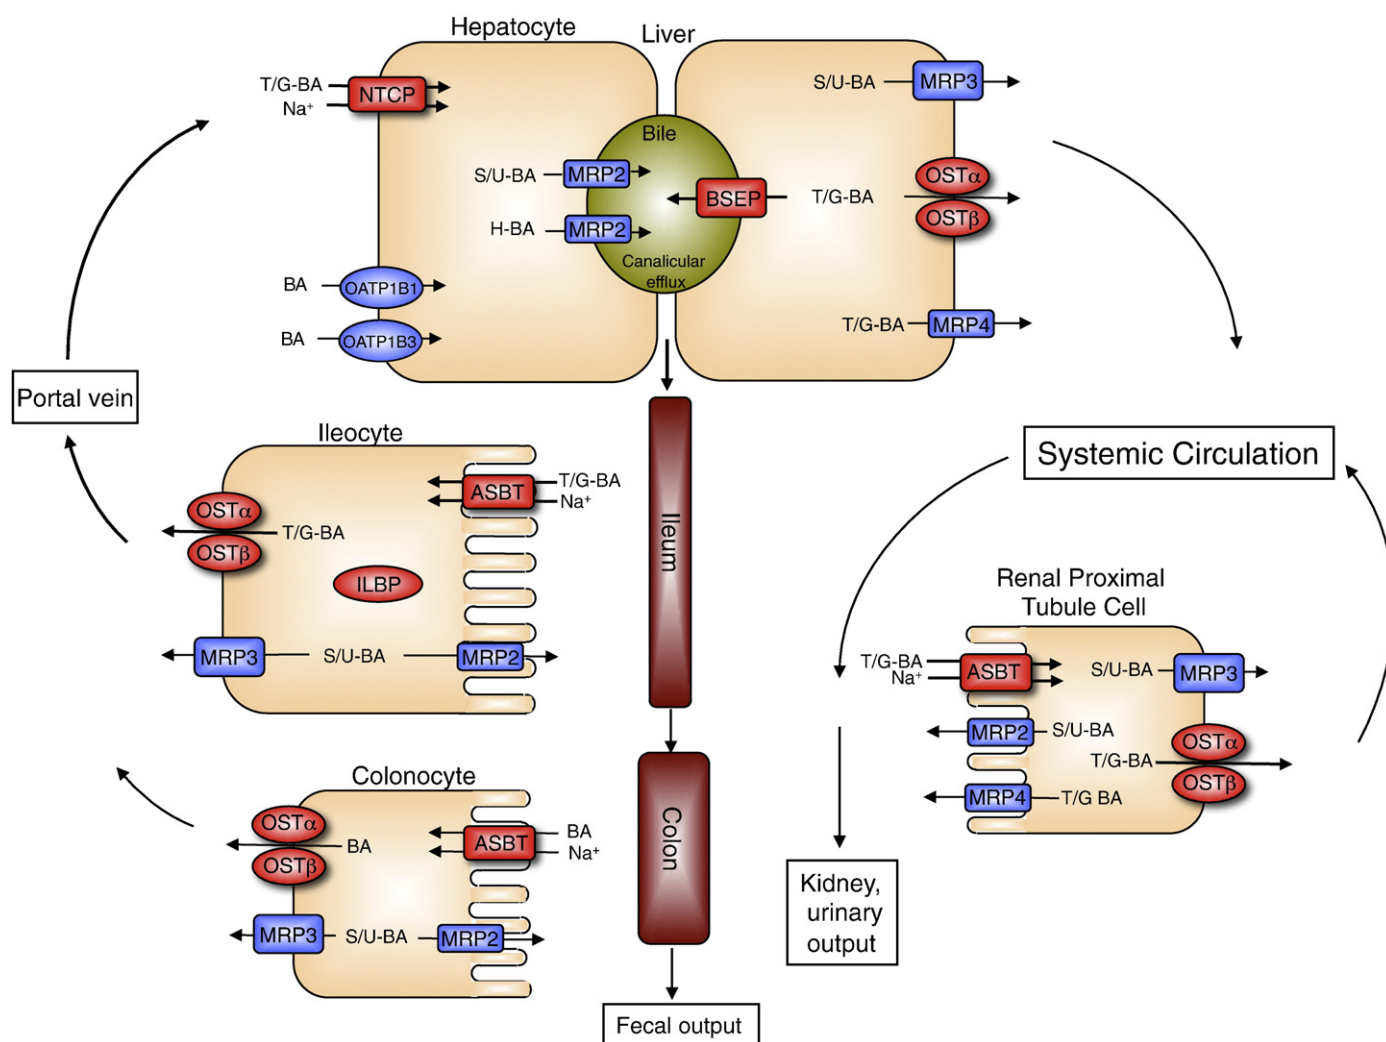 Hepatocyte
Liver
T/G-BA
Na⁺
NTCP
S/U-BA
MRP2
H-BA
MRP2
BA
OATP1B1
BA
OATP1B3
Bile
Canalicular
efflux
BSEP
T/G-BA
S/U-BA
MRP3
OSTα
OSTβ
T/G-BA
MRP4
Portal vein
Ileocyte
OSTα
OSTβ
T/G-BA
ASBT
T/G-BA
Na⁺
ILBP
MRP3
S/U-BA
MRP2
Colonocyte
OSTα
OSTβ
BA
ASBT
BA
Na⁺
MRP3
S/U-BA
MRP2
Ileum
Colon
Fecal output
Systemic Circulation
Renal Proximal
Tubule Cell
T/G-BA
Na⁺
ASBT
S/U-BA
MRP3
MRP2
S/U-BA
T/G-BA
OSTα
OSTβ
MRP4
T/G BA
Kidney,
urinary
output